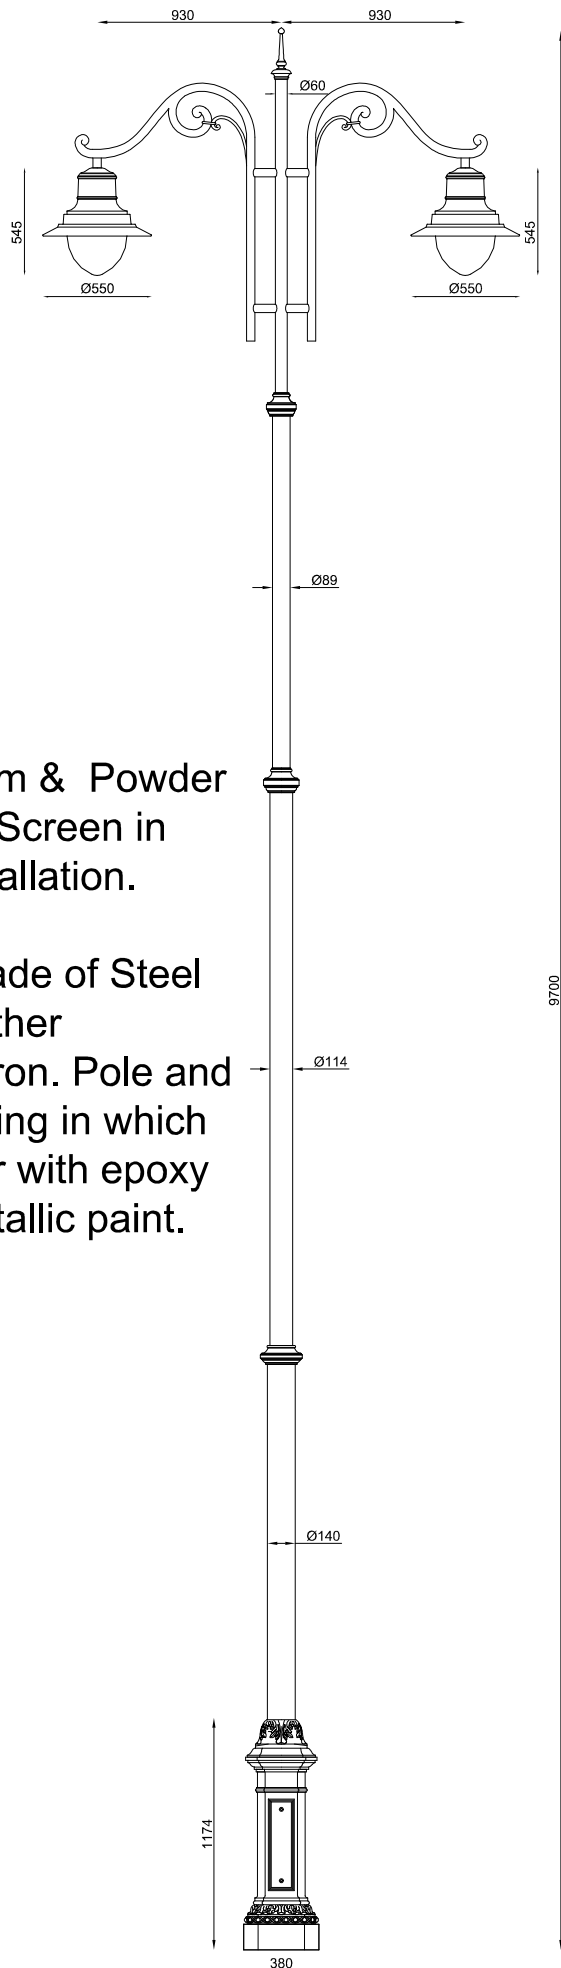 930 930
Ø60
545 545
Ø550 Ø550
Ø89
m & Powder
Screen in
allation.
9700
ade of Steel
ther
ron. Pole and
Ø114
ing in which
r with epoxy
tallic paint.
Ø140
1174
380